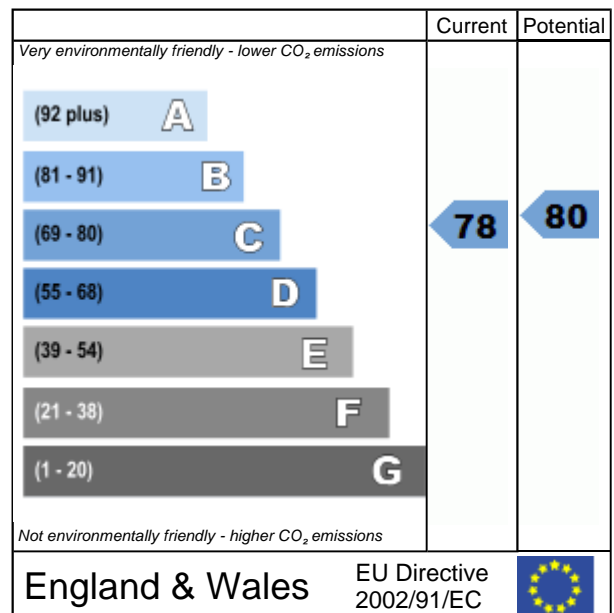 Current Potential
Very environmentally friendly - lower CO₂ emissions
(92 plus) A
(81 - 91) B
(69 - 80) C 78 80
(55 - 68) D
(39 - 54) E
(21 - 38) F
(1 - 20) G
Not environmentally friendly - higher CO₂ emissions
England & Wales
EU Directive
2002/91/EC